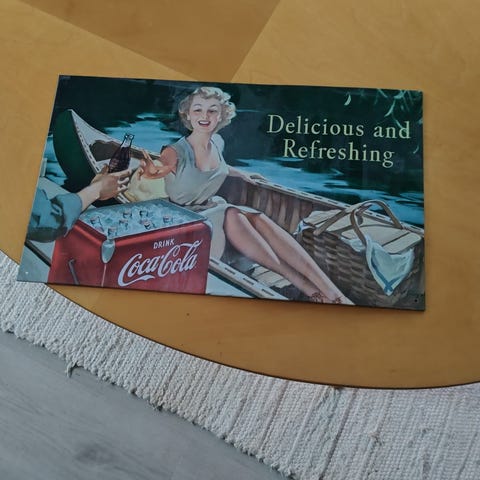 Delicious and
Refreshing
DRINK
Coca-Cola